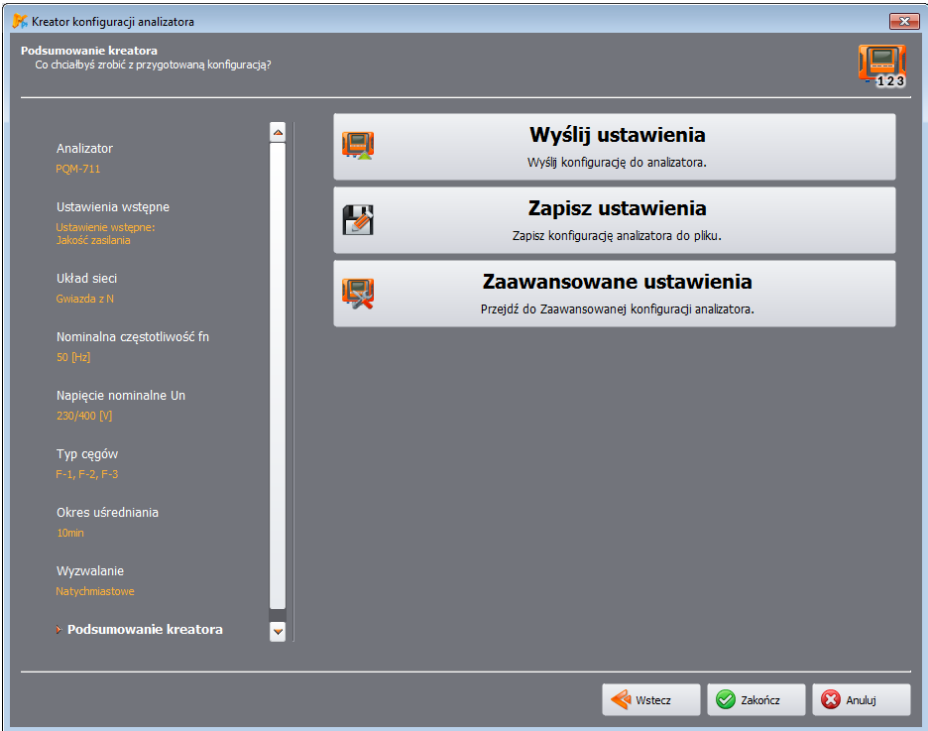 Kreator konfiguracji analizatora
Podsumowanie kreatora
Co chciałbyś zrobić z przygotowaną konfiguracją?
123
Analizator
PQM-711
Ustawienia wstępne
Ustawienie wstępne:
Jakość zasilania
Układ sieci
Gwiazda z N
Nominalna częstotliwość fn
50 [Hz]
Napięcie nominalne Un
230/400 [V]
Typ cęgów
F-1, F-2, F-3
Okres uśredniania
10min
Wyzwalanie
Natychmiastowe
Podsumowanie kreatora
Wyślij ustawienia
Wyślij konfigurację do analizatora.
Zapisz ustawienia
Zapisz konfigurację analizatora do pliku.
Zaawansowane ustawienia
Przejdź do Zaawansowanej konfiguracji analizatora.
Wstecz
Zakończ
Anuluj